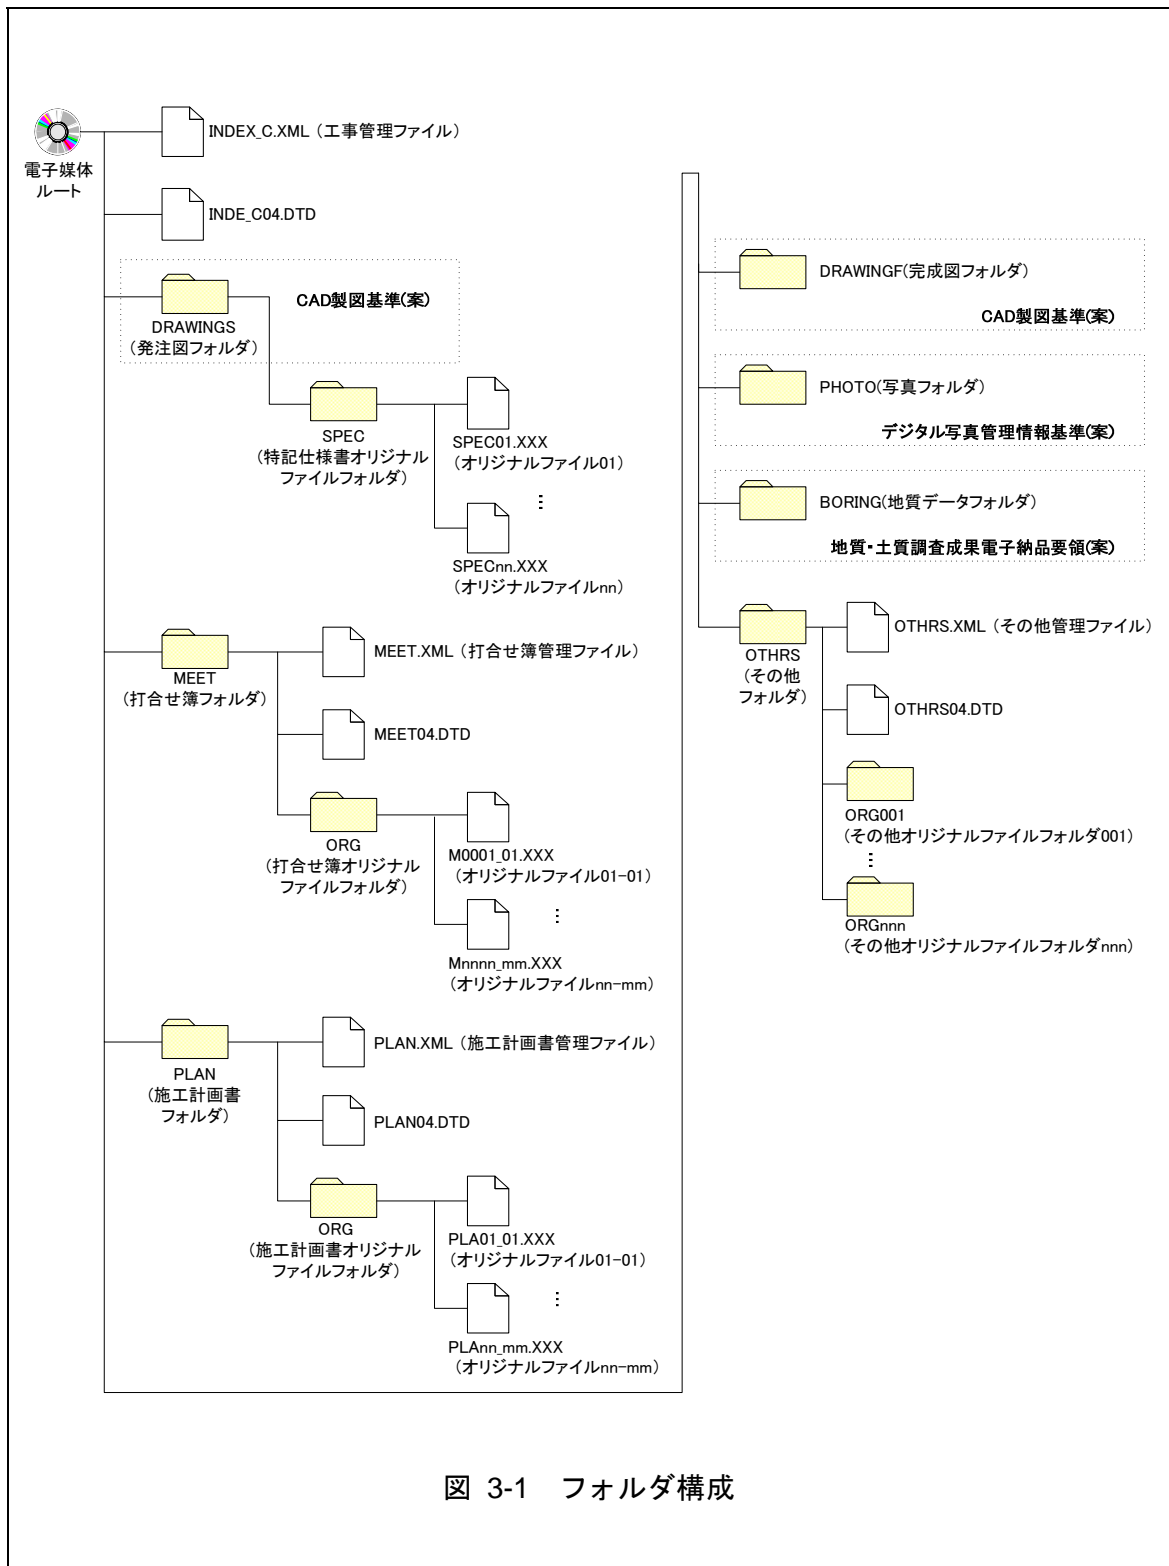 電子媒体
ルート
INDEX_C.XML（工事管理ファイル）
INDE_C04.DTD
DRAWINGS
（発注図フォルダ）
CAD製図基準(案)
SPEC
（特記仕様書オリジナル
ファイルフォルダ）
SPEC01.XXX
（オリジナルファイル01）
…
SPECnn.XXX
（オリジナルファイルnn）
MEET
（打合せ簿フォルダ）
MEET.XML（打合せ簿管理ファイル）
MEET04.DTD
ORG
（打合せ簿オリジナル
ファイルフォルダ）
M0001_01.XXX
（オリジナルファイル01-01）
…
Mnnnn_mm.XXX
（オリジナルファイルnn-mm）
PLAN
（施工計画書
フォルダ）
PLAN.XML（施工計画書管理ファイル）
PLAN04.DTD
ORG
（施工計画書オリジナル
ファイルフォルダ）
PLA01_01.XXX
（オリジナルファイル01-01）
…
PLAnn_mm.XXX
（オリジナルファイルnn-mm）
DRAWINGF(完成図フォルダ)
CAD製図基準(案)
PHOTO(写真フォルダ)
デジタル写真管理情報基準(案)
BORING(地質データフォルダ)
地質・土質調査成果電子納品要領(案)
OTHRS
（その他
フォルダ）
OTHRS.XML（その他管理ファイル）
OTHRS04.DTD
ORG001
（その他オリジナルファイルフォルダ001）
…
ORGnnn
（その他オリジナルファイルフォルダnnn）
図 3-1　フォルダ構成